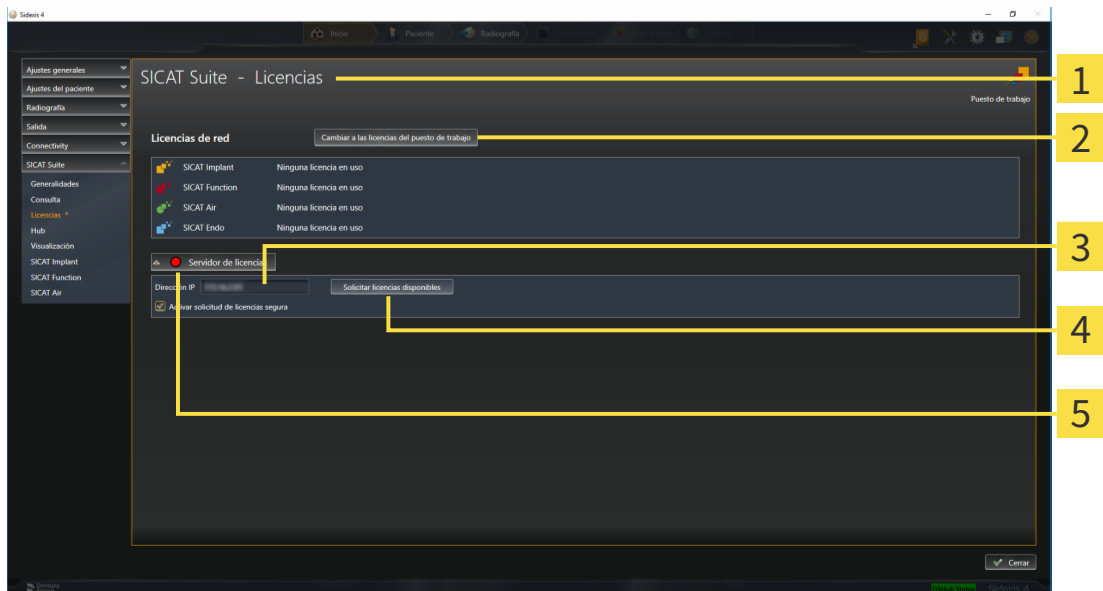 Sidexis 4
Inicio
Paciente
Radiografía
Ajustes generales
Ajustes del paciente
Radiografía
Salida
Connectivity
SICAT Suite
Generalidades
Consulta
Licencias *
Hub
Visualización
SICAT Implant
SICAT Function
SICAT Air
SICAT Suite - Licencias
Puesto de trabajo
Licencias de red
Cambiar a las licencias del puesto de trabajo
SICAT Implant Ninguna licencia en uso
SICAT Function Ninguna licencia en uso
SICAT Air Ninguna licencia en uso
SICAT Endo Ninguna licencia en uso
Servidor de licencias
Dirección IP
Solicitar licencias disponibles
Activar solicitud de licencias segura
Cerrar
Dentsply
Sidexis 4
1
2
3
4
5